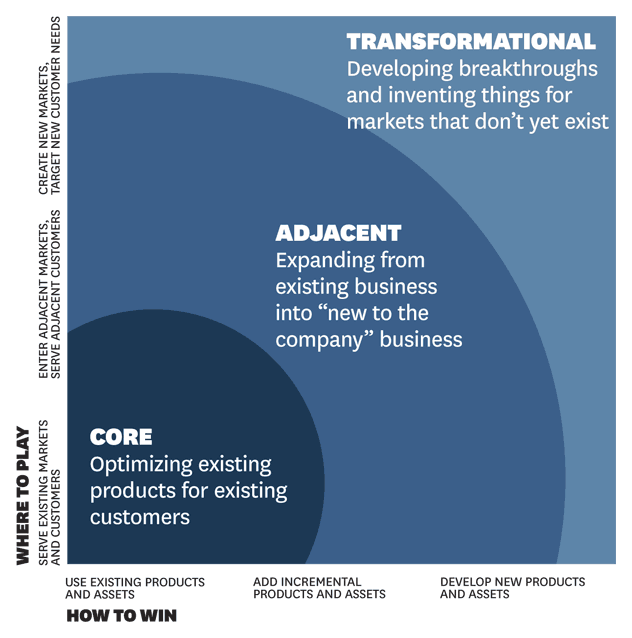 TRANSFORMATIONAL
Developing breakthroughs
and inventing things for
markets that don’t yet exist
ADJACENT
Expanding from
existing business
into “new to the
company” business
CORE
Optimizing existing
products for existing
customers
WHERE TO PLAY
CREATE NEW MARKETS,
TARGET NEW CUSTOMER NEEDS
ENTER ADJACENT MARKETS,
SERVE ADJACENT CUSTOMERS
SERVE EXISTING MARKETS
AND CUSTOMERS
USE EXISTING PRODUCTS
AND ASSETS
ADD INCREMENTAL
PRODUCTS AND ASSETS
DEVELOP NEW PRODUCTS
AND ASSETS
HOW TO WIN